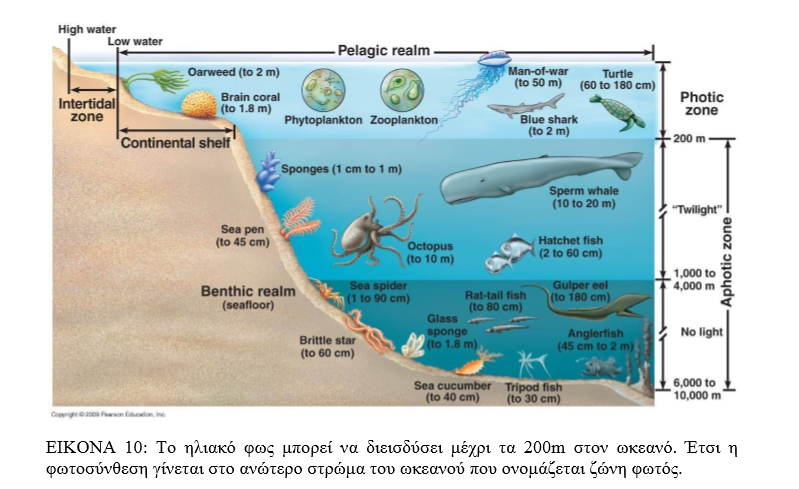 High water
Low water
Pelagic realm
Oarweed (to 2 m)
Man-of-war
(to 50 m)
Turtle
(60 to 180 cm)
Intertidal
zone
Brain coral
(to 1.8 m)
Phytoplankton
Zooplankton
Blue shark
(to 2 m)
Photic
zone
Continental shelf
200 m
Sponges (1 cm to 1 m)
Sperm whale
(10 to 20 m)
"Twilight"
Sea pen
(to 45 cm)
Octopus
(to 10 m)
Hatchet fish
(2 to 60 cm)
Aphotic zone
1,000 to
4,000 m
Benthic realm
(seafloor)
Sea spider
(1 to 90 cm)
Rat-tail fish
(to 80 cm)
Gulper eel
(to 180 cm)
Glass
sponge
(to 1.8 m)
Anglerfish
(45 cm to 2 m)
No light
Brittle star
(to 60 cm)
Sea cucumber
(to 40 cm)
Tripod fish
(to 30 cm)
6,000 to
10,000 m
Copyright © 2009 Pearson Education, Inc.
ΕΙΚΟΝΑ 10: Το ηλιακό φως μπορεί να διεισδύσει μέχρι τα 200m στον ωκεανό. Έτσι η
φωτοσύνθεση γίνεται στο ανώτερο στρώμα του ωκεανού που ονομάζεται ζώνη φωτός.